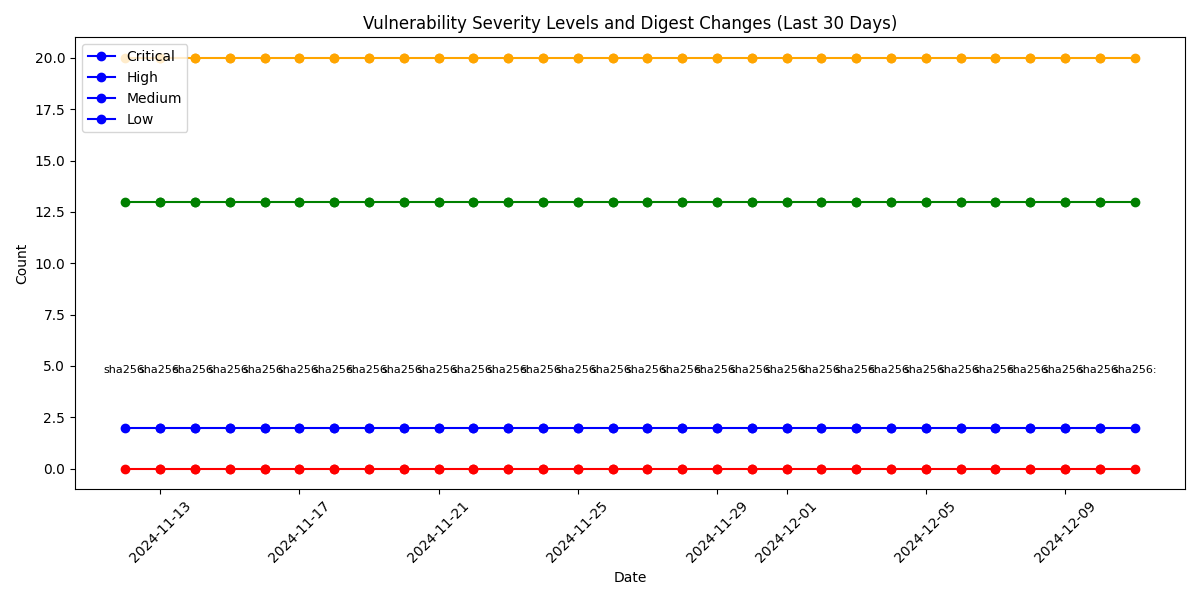 Vulnerability Severity Levels and Digest Changes (Last 30 Days)
Critical
High
Medium
Low
Count
20.0
17.5
15.0
12.5
10.0
7.5
5.0
2.5
0.0
sha256: sha256: sha256: sha256: sha256: sha256: sha256: sha256: sha256: sha256: sha256: sha256: sha256: sha256: sha256: sha256: sha256: sha256: sha256: sha256: sha256: sha256: sha256: sha256: sha256: sha256: sha256: sha256: sha256: sha256:
2024-11-13
2024-11-17
2024-11-21
2024-11-25
2024-11-29
2024-12-01
2024-12-05
2024-12-09
Date